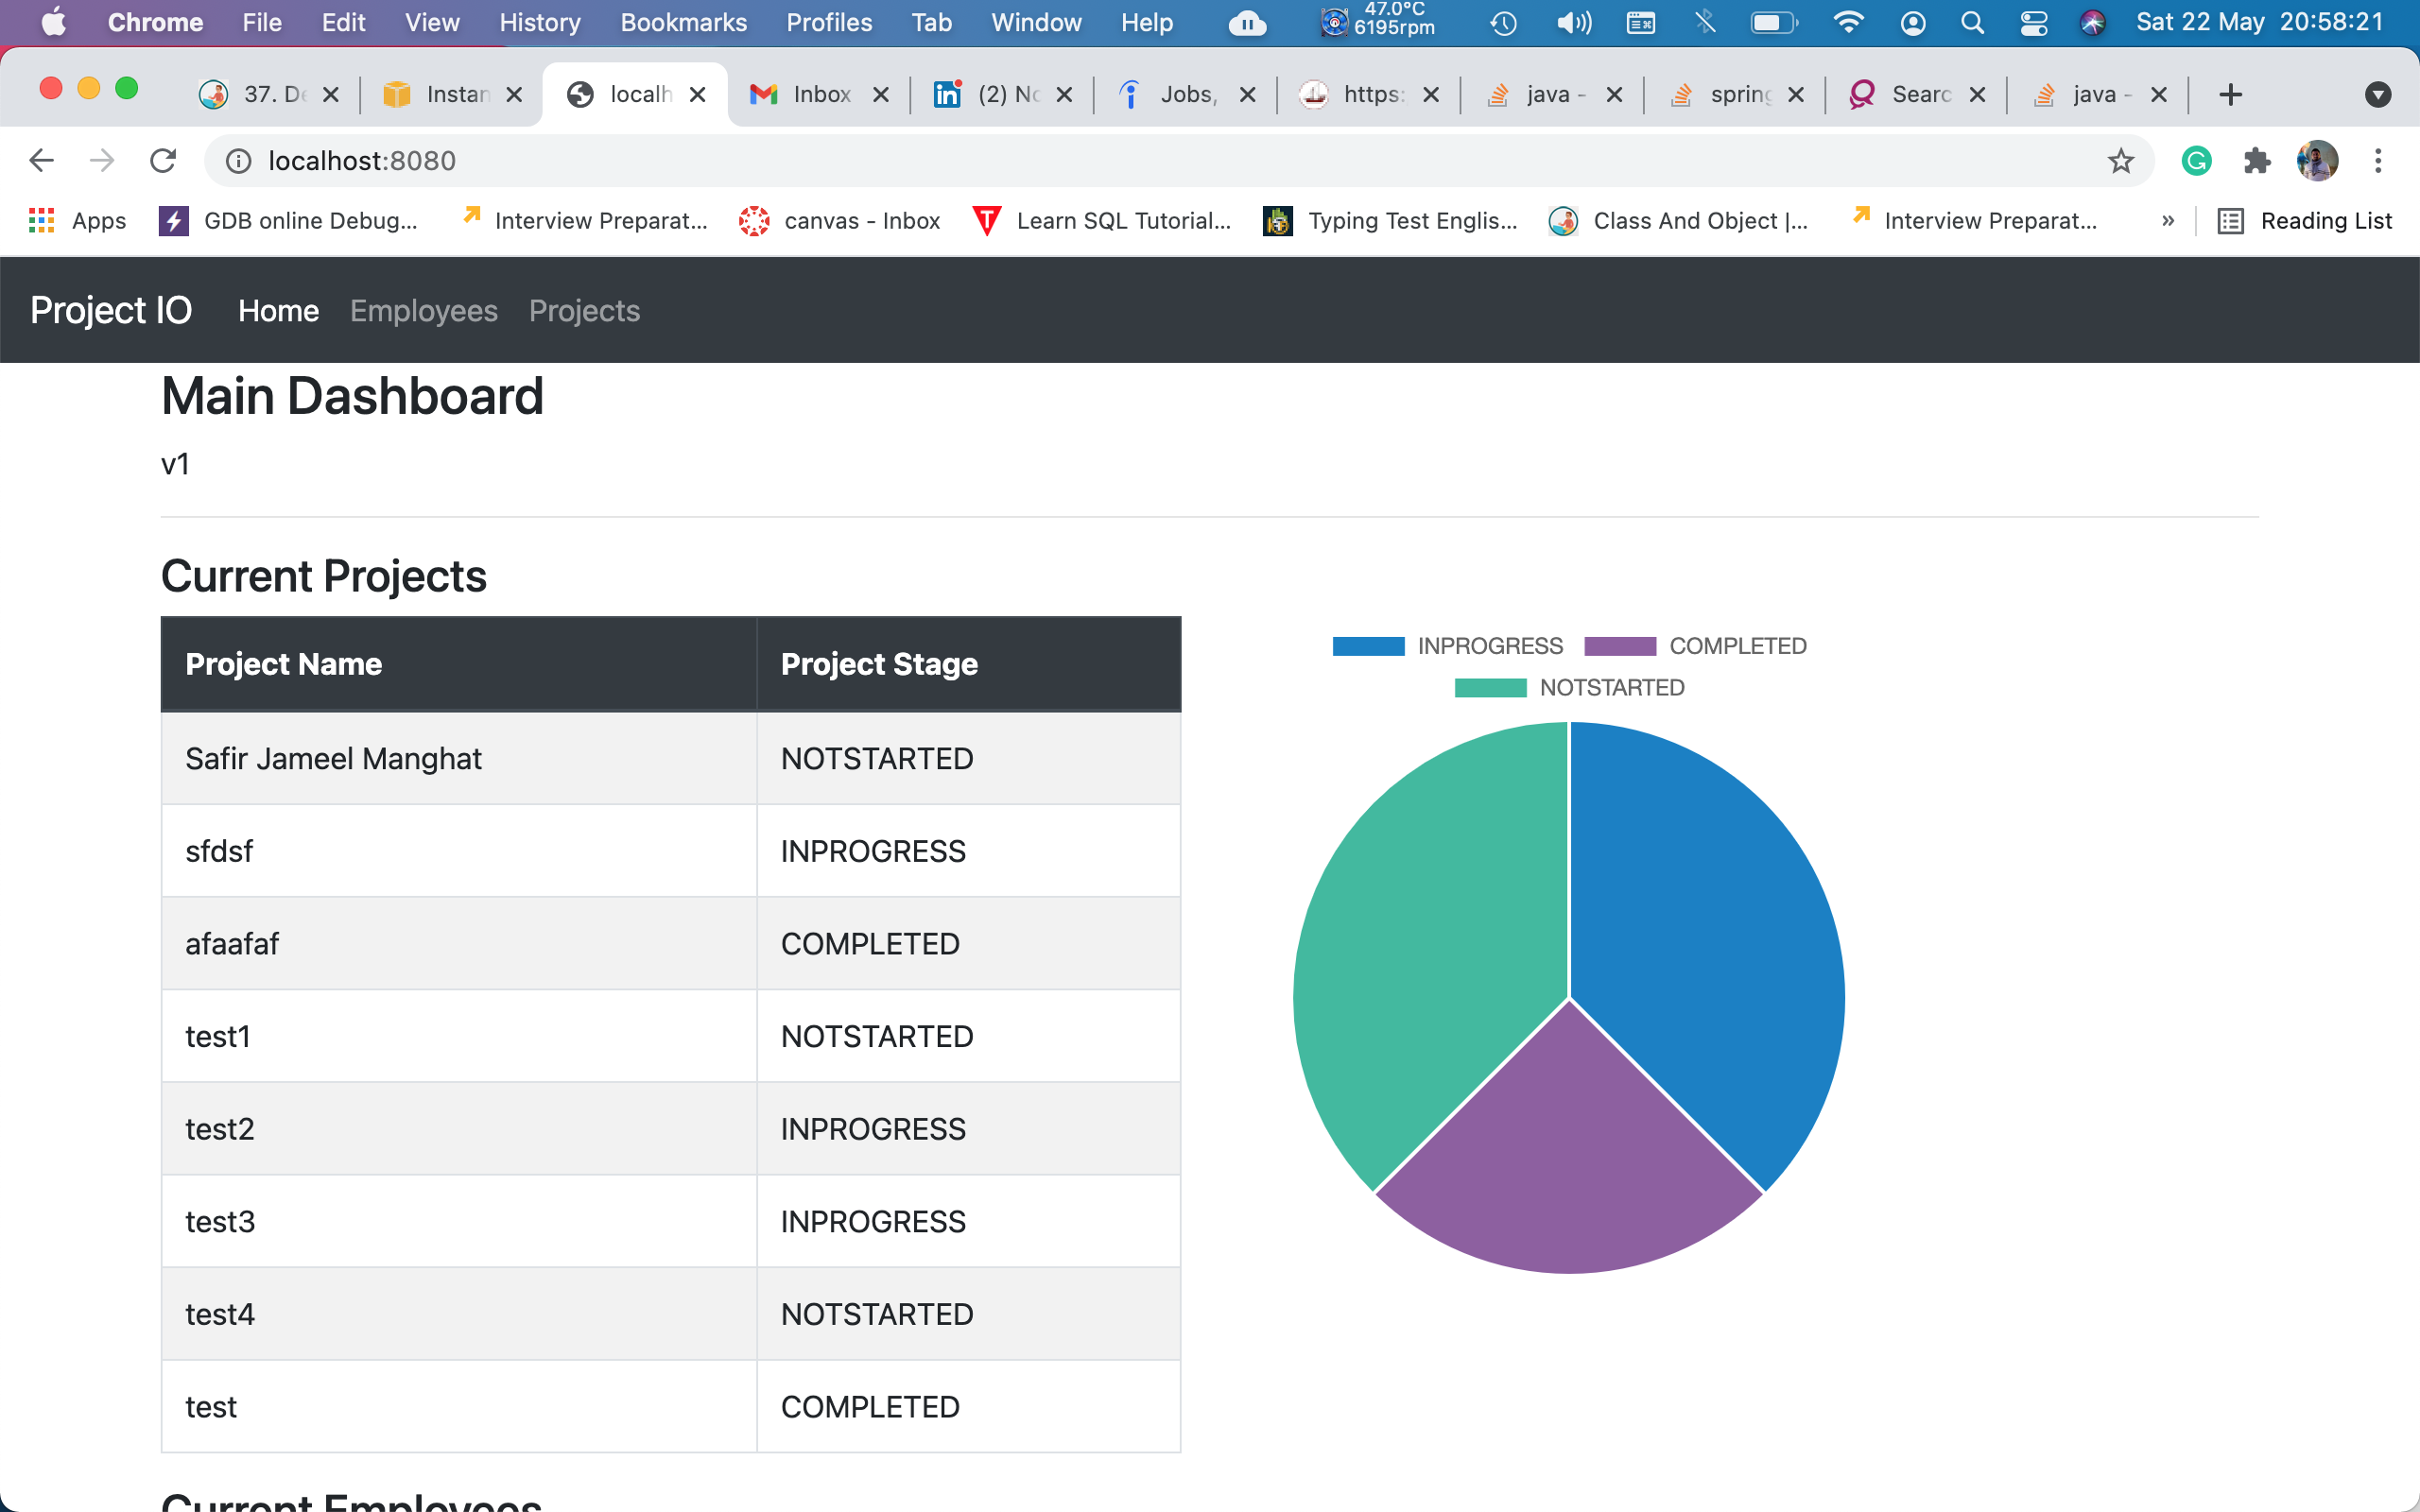 Chrome File Edit View History Bookmarks Profiles Tab Window Help 47.0°C 6195rpm Sat 22 May 20:58:21
37. De Instan localh Inbox (2) No Jobs, https: java - spring Searc java -
localhost:8080
Apps GDB online Debug... Interview Preparat... canvas - Inbox Learn SQL Tutorial... Typing Test Englis... Class And Object |... Interview Preparat... » Reading List
Project IO Home Employees Projects
Main Dashboard
v1
Current Projects
Project Name Project Stage
Safir Jameel Manghat NOTSTARTED
sfdsf INPROGRESS
afaafaf COMPLETED
test1 NOTSTARTED
test2 INPROGRESS
test3 INPROGRESS
test4 NOTSTARTED
test COMPLETED
INPROGRESS COMPLETED
NOTSTARTED
Current Employees